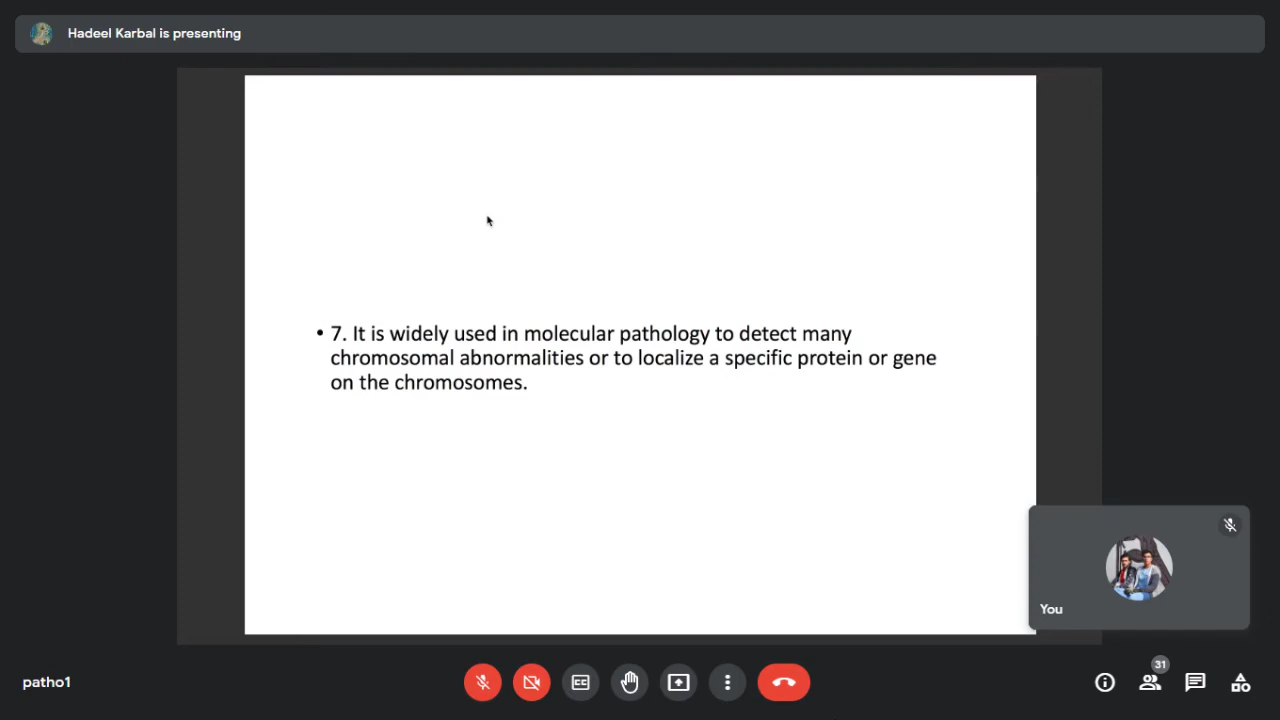 Hadeel Karbal is presenting
• 7. It is widely used in molecular pathology to detect many
chromosomal abnormalities or to localize a specific protein or gene
on the chromosomes.
You
patho1
31